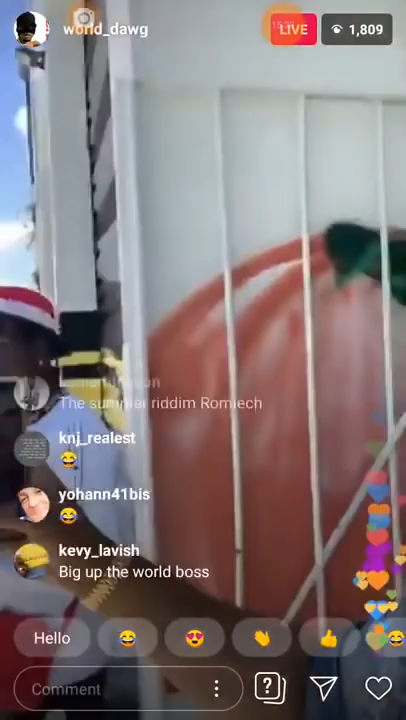 world_dawg
LIVE
1,809
The summer riddim Romiech
knj_realest
😂
yohann41bis
😂
kevy_lavish
Big up the world boss
Hello
Comment